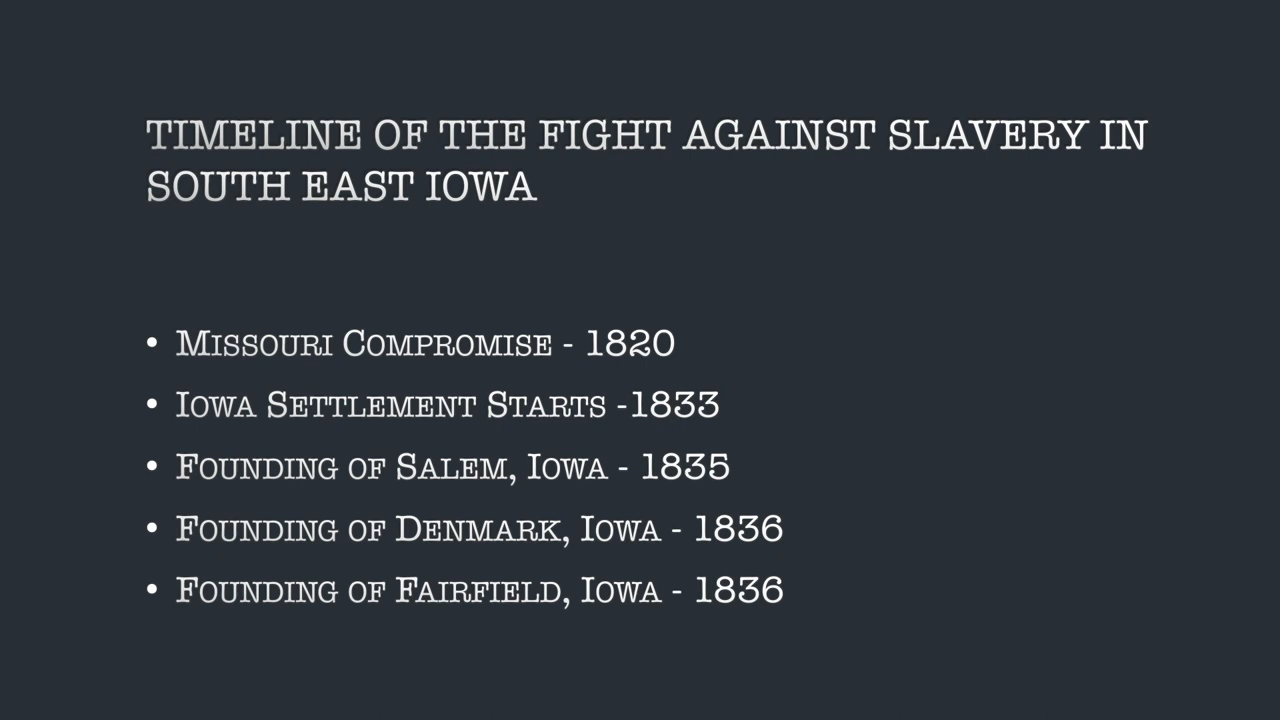 TIMELINE OF THE FIGHT AGAINST SLAVERY IN
SOUTH EAST IOWA
• Missouri Compromise - 1820
• Iowa Settlement Starts -1833
• Founding of Salem, Iowa - 1835
• Founding of Denmark, Iowa - 1836
• Founding of Fairfield, Iowa - 1836